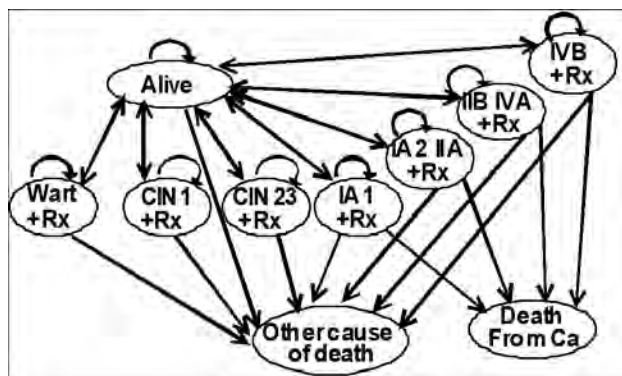 IVB
+Rx
Alive
IIB IVA
+Rx
IA 2 IIA
+Rx
Wart
+Rx
CIN 1
+Rx
CIN 23
+Rx
IA 1
+Rx
Other cause
of death
Death
From Ca